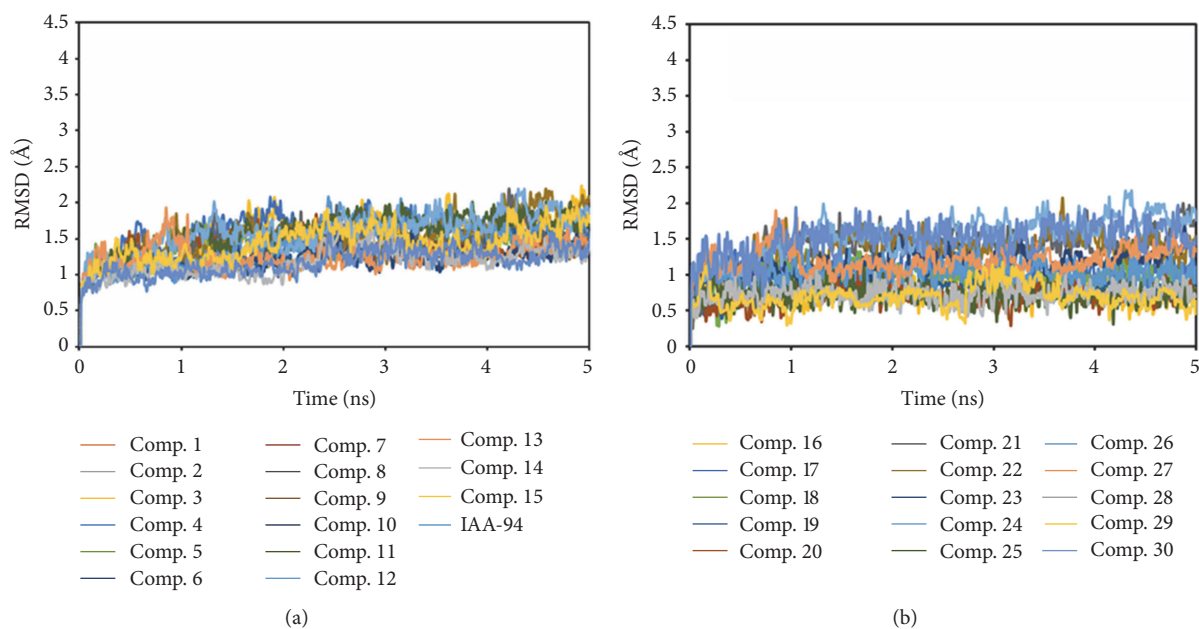 4.5
4
3.5
3
2.5
2
1.5
1
0.5
0
RMSD (Å)
0 1 2 3 4 5
Time (ns)
Comp. 1
Comp. 2
Comp. 3
Comp. 4
Comp. 5
Comp. 6
Comp. 7
Comp. 8
Comp. 9
Comp. 10
Comp. 11
Comp. 12
Comp. 13
Comp. 14
Comp. 15
IAA-94
(a)
4.5
4
3.5
3
2.5
2
1.5
1
0.5
0
RMSD (Å)
0 1 2 3 4 5
Time (ns)
Comp. 16
Comp. 17
Comp. 18
Comp. 19
Comp. 20
Comp. 21
Comp. 22
Comp. 23
Comp. 24
Comp. 25
Comp. 26
Comp. 27
Comp. 28
Comp. 29
Comp. 30
(b)